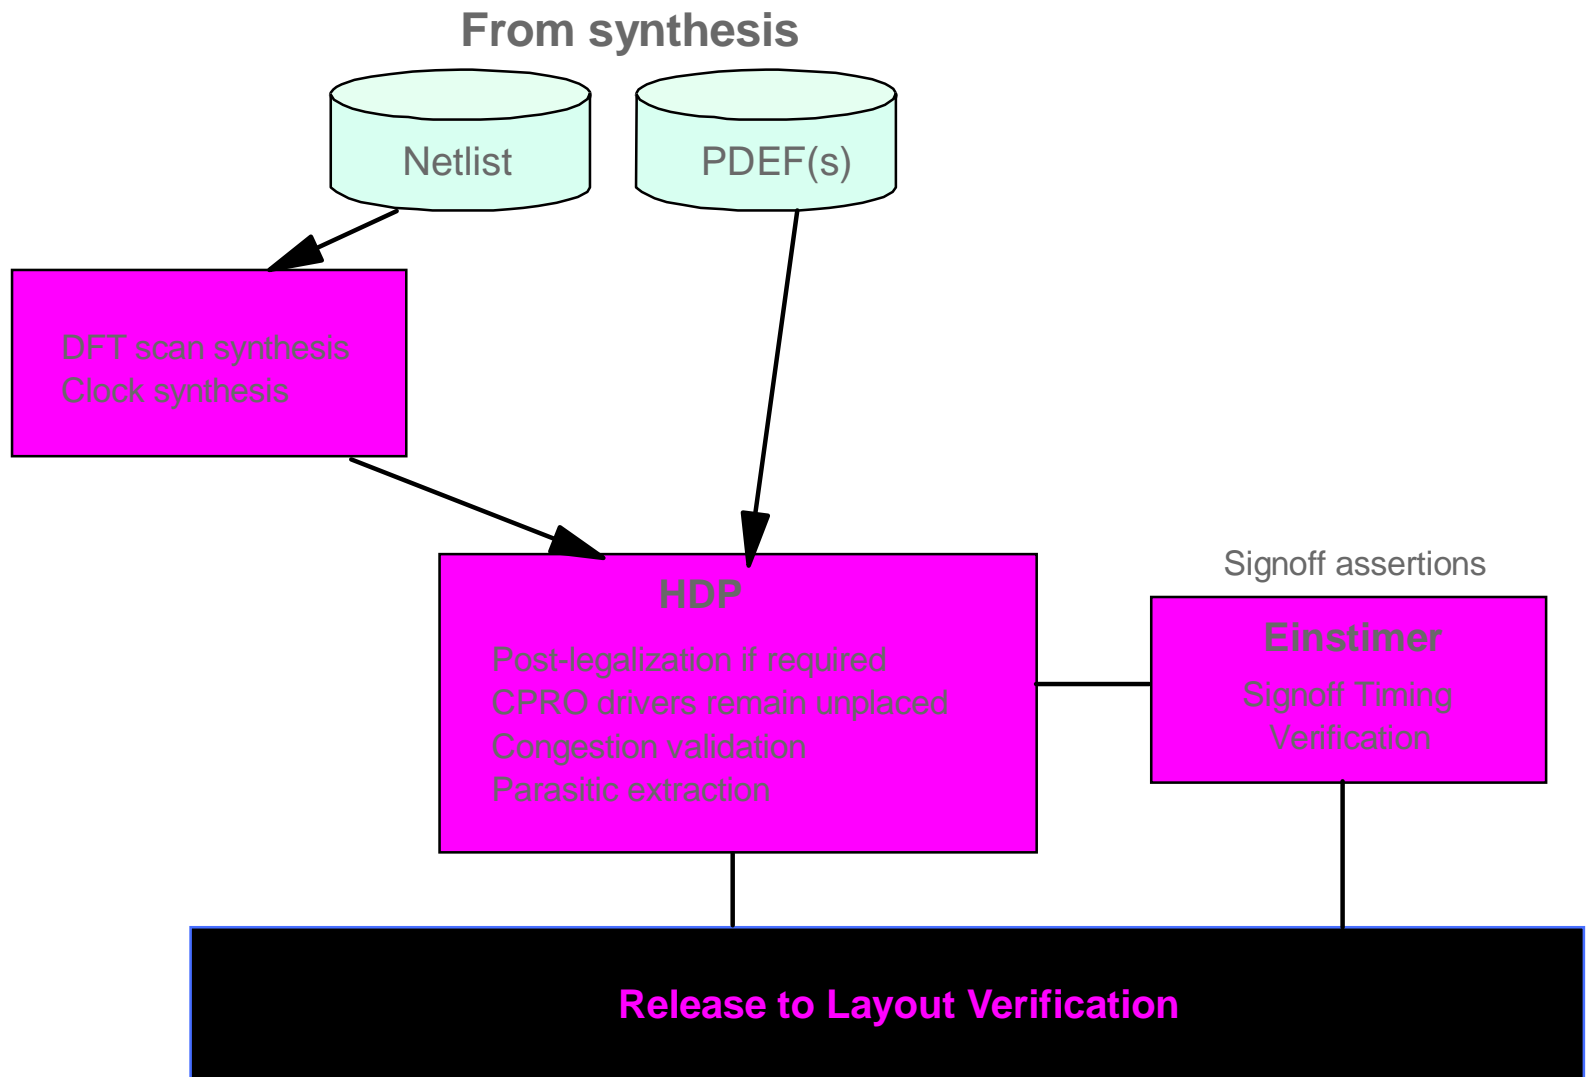 From synthesis
Netlist
PDEF(s)
DFT scan synthesis
Clock synthesis
HDP
Post-legalization if required
CPRO drivers remain unplaced
Congestion validation
Parasitic extraction
Signoff assertions
Einstimer
Signoff Timing
Verification
Release to Layout Verification